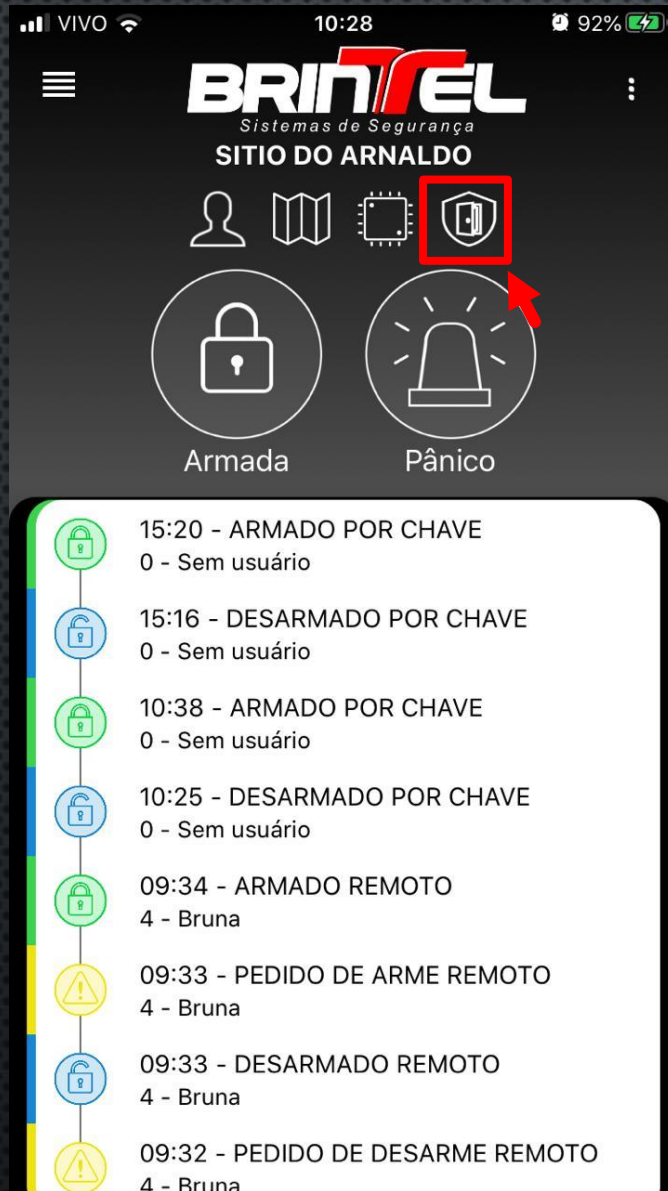 VIVO 10:28 92%
BRINTEL
Sistemas de Segurança
SITIO DO ARNALDO
Armada Pânico
15:20 - ARMADO POR CHAVE
0 - Sem usuário
15:16 - DESARMADO POR CHAVE
0 - Sem usuário
10:38 - ARMADO POR CHAVE
0 - Sem usuário
10:25 - DESARMADO POR CHAVE
0 - Sem usuário
09:34 - ARMADO REMOTO
4 - Bruna
09:33 - PEDIDO DE ARME REMOTO
4 - Bruna
09:33 - DESARMADO REMOTO
4 - Bruna
09:32 - PEDIDO DE DESARME REMOTO
4 - Bruna